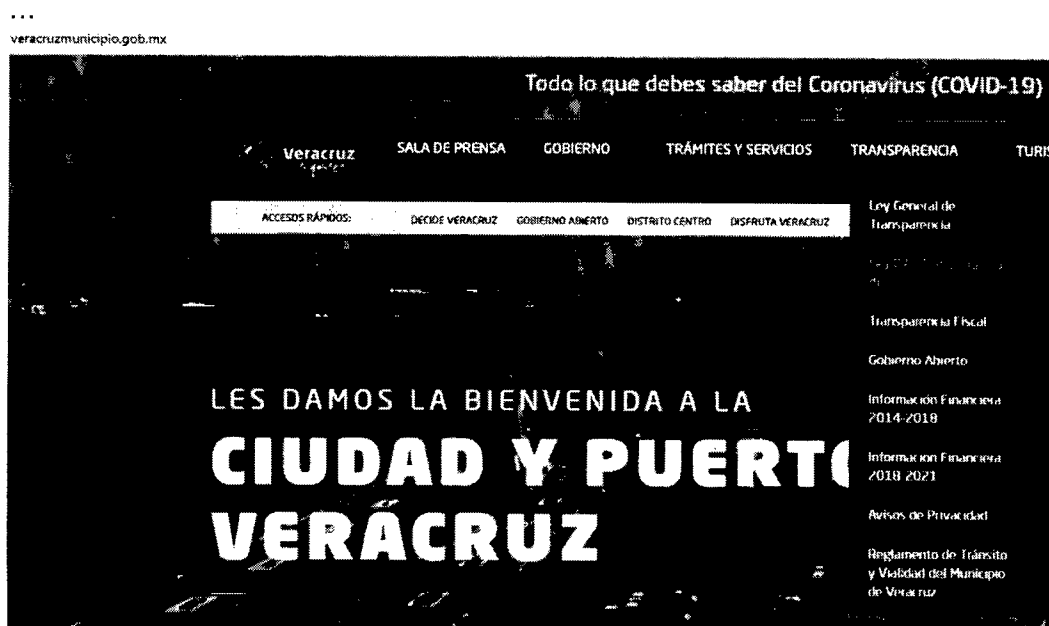 ...
veracruzmunicipio.gob.mx
Todo lo que debes saber del Coronavirus (COVID-19)
Veracruz
SALA DE PRENSA GOBIERNO TRÁMITES Y SERVICIOS TRANSPARENCIA TURIS
ACCESOS RÁPIDOS: DECIDE VERACRUZ GOBIERNO ABIERTO DISTRITO CENTRO DISFRUTA VERACRUZ
Ley General de
Transparencia
Transparencia Fiscal
Gobierno Abierto
Información Financiera
2014-2018
Información Financiera
2018-2021
Avisos de Privacidad
Reglamento de Tránsito
y Vialidad del Municipio
de Veracruz
LES DAMOS LA BIENVENIDA A LA
CIUDAD Y PUERTO
VERACRUZ